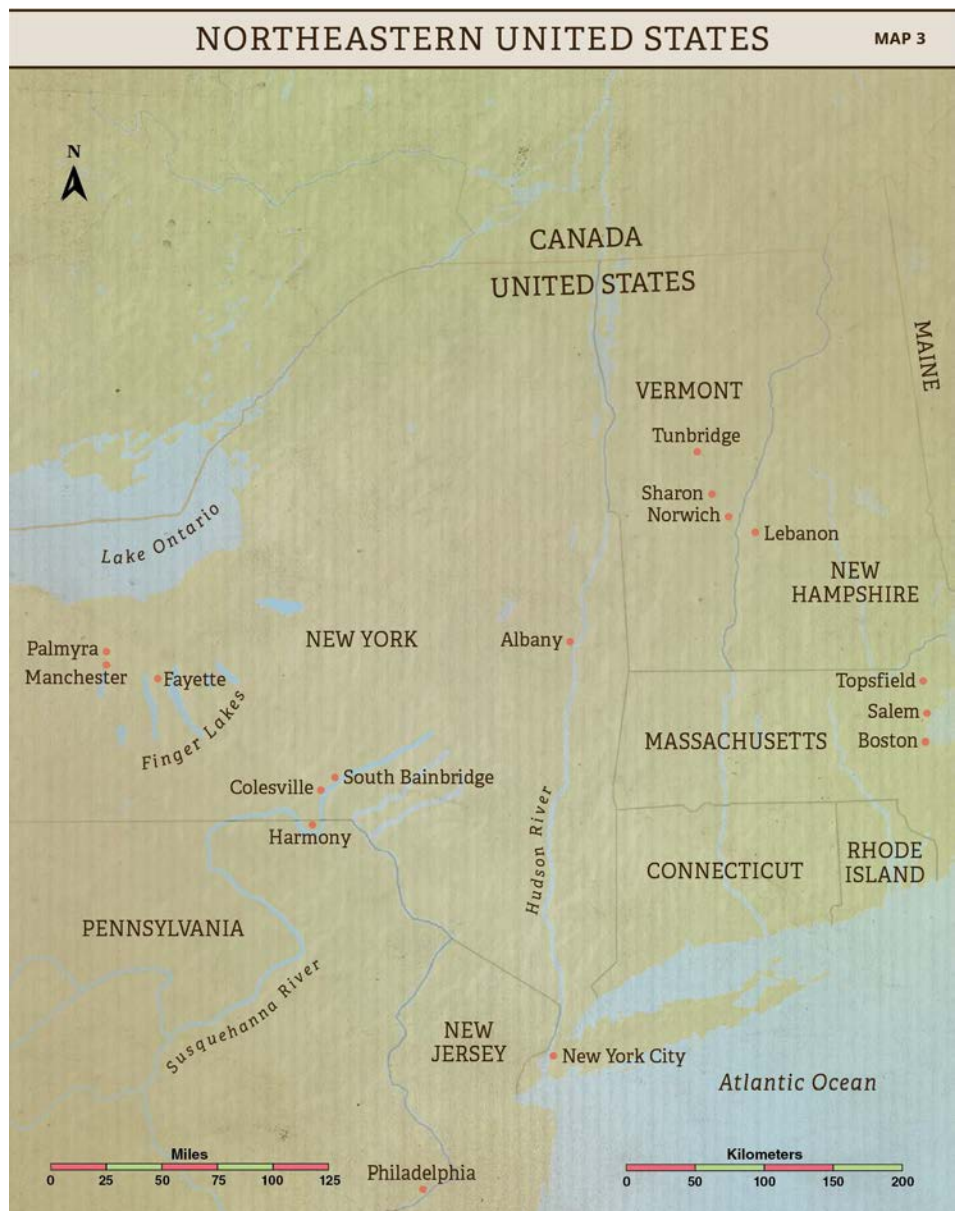 NORTHEASTERN UNITED STATES
MAP 3
N
CANADA
UNITED STATES
MAINE
VERMONT
Tunbridge
Sharon
Norwich
Lebanon
Lake Ontario
NEW
HAMPSHIRE
NEW YORK
Albany
Palmyra
Manchester
Fayette
Finger Lakes
Topsfield
Salem
MASSACHUSETTS
Boston
South Bainbridge
Colesville
Harmony
Hudson River
CONNECTICUT
RHODE
ISLAND
PENNSYLVANIA
Susquehanna River
NEW
JERSEY
New York City
Atlantic Ocean
Miles
0 25 50 75 100 125
Philadelphia
Kilometers
0 50 100 150 200